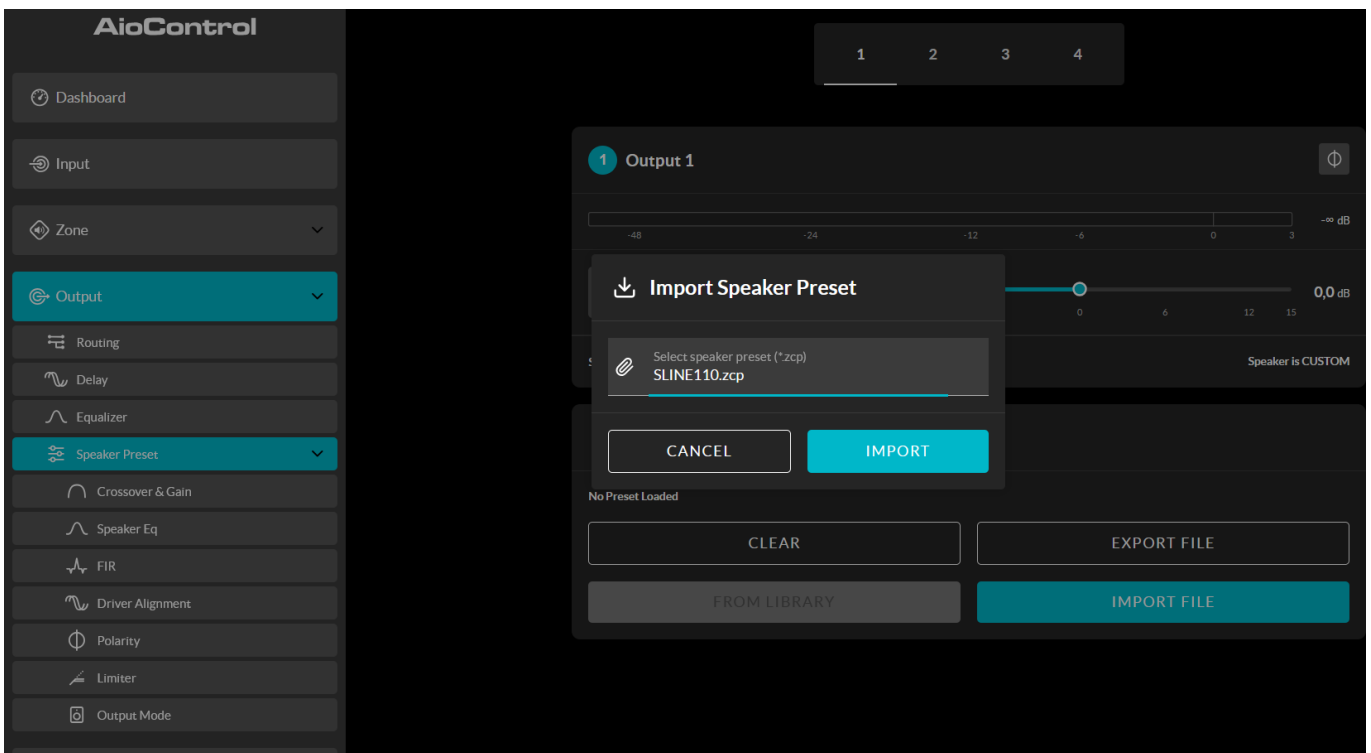 AioControl
Dashboard
Input
Zone
Output
Routing
Delay
Equalizer
Speaker Preset
Crossover & Gain
Speaker Eq
FIR
Driver Alignment
Polarity
Limiter
Output Mode
1 2 3 4
1 Output 1
-∞ dB
-48 -24 -12 -6 0 3
0,0 dB
0 6 12 15
Speaker is CUSTOM
Import Speaker Preset
Select speaker preset (*.zcp)
SLINE110.zcp
CANCEL IMPORT
No Preset Loaded
CLEAR EXPORT FILE
FROM LIBRARY IMPORT FILE